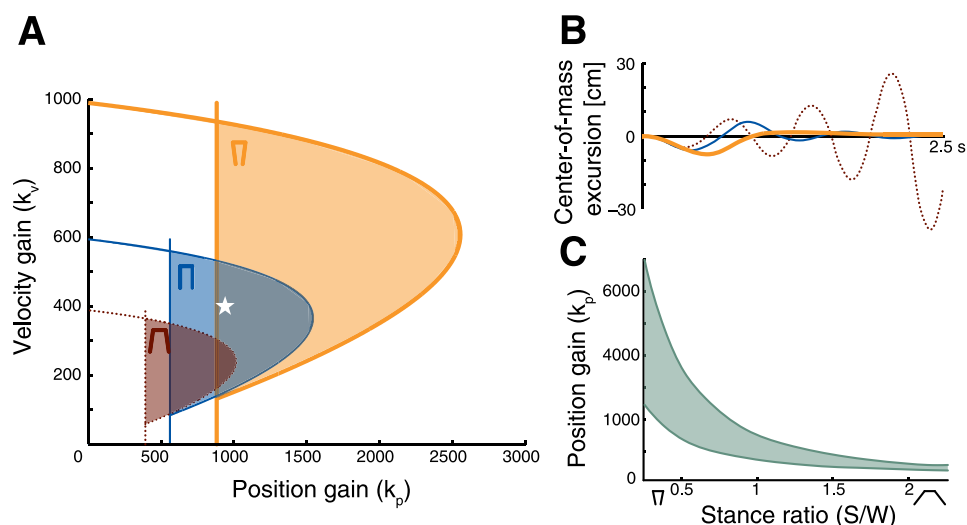 A
Velocity gain (kv)
1000
800
600
400
200
0
500
1000
1500
2000
2500
3000
Position gain (kp)
B
Center-of-mass
excursion [cm]
30
0
−30
2.5 s
C
Position gain (kp)
6000
4000
1000
0
0.5
1
1.5
2
Stance ratio (S/W)